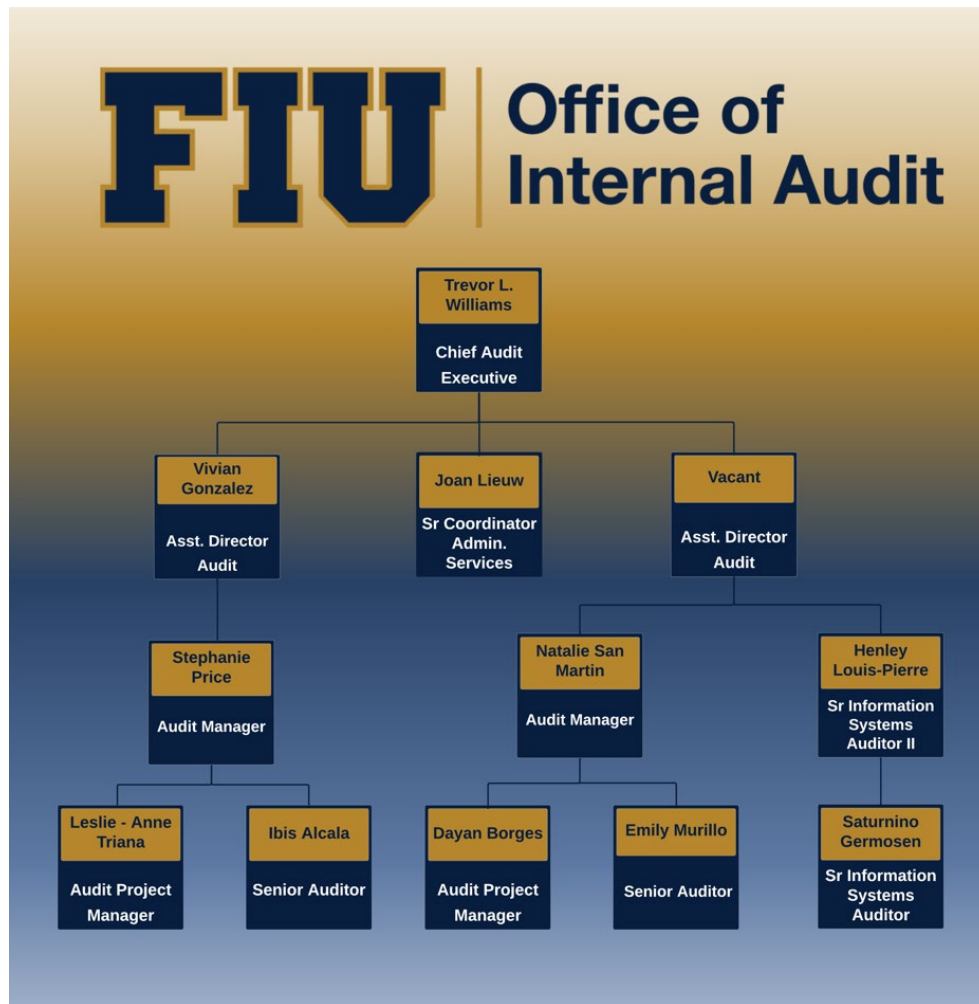 FIU
Office of
Internal Audit
Trevor L.
Williams
Chief Audit
Executive
Vivian
Gonzalez
Asst. Director
Audit
Joan Lieuw
Sr Coordinator
Admin.
Services
Vacant
Asst. Director
Audit
Stephanie
Price
Audit Manager
Natalie San
Martin
Audit Manager
Henley
Louis-Pierre
Sr Information
Systems
Auditor II
Leslie - Anne
Triana
Audit Project
Manager
Ibis Alcala
Senior Auditor
Dayan Borges
Audit Project
Manager
Emily Murillo
Senior Auditor
Saturnino
Germosen
Sr Information
Systems
Auditor